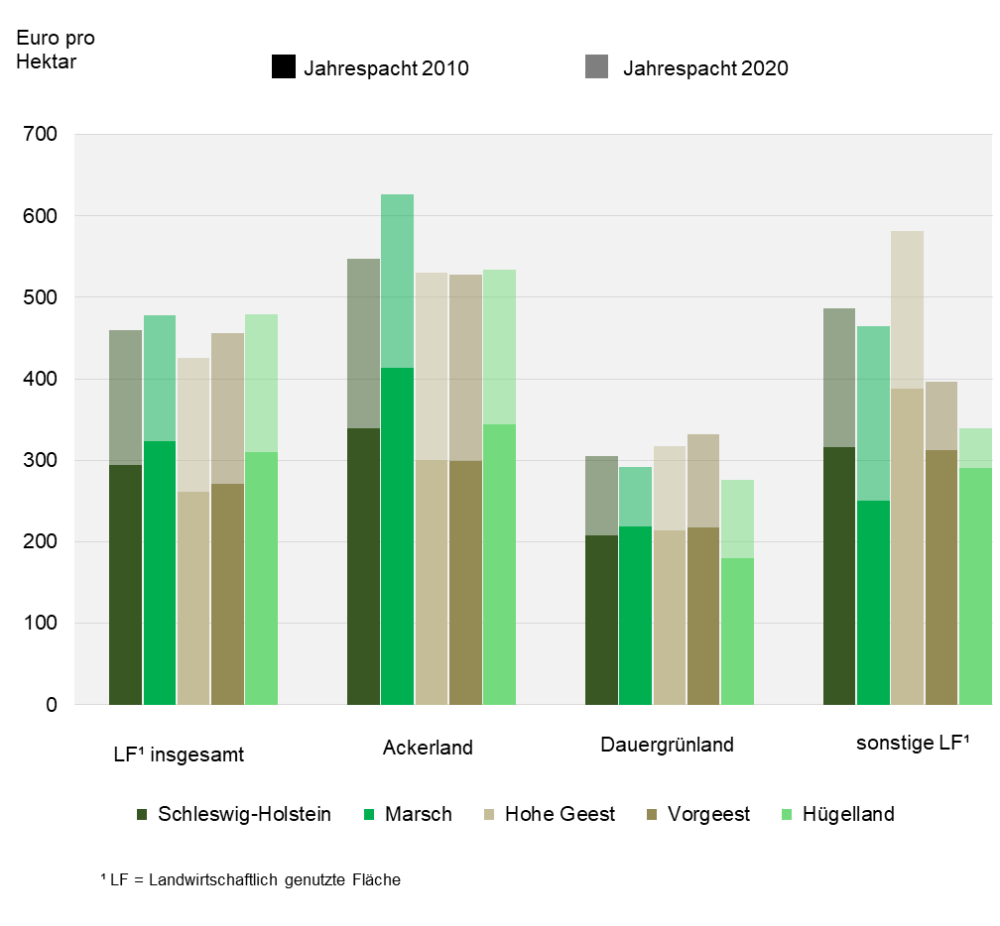 Euro pro
Hektar
Jahrespacht 2010 Jahrespacht 2020
700
600
500
400
300
200
100
0
LF¹ insgesamt Ackerland Dauergrünland sonstige LF¹
Schleswig-Holstein Marsch Hohe Geest Vorgeest Hügelland
¹ LF = Landwirtschaftlich genutzte Fläche